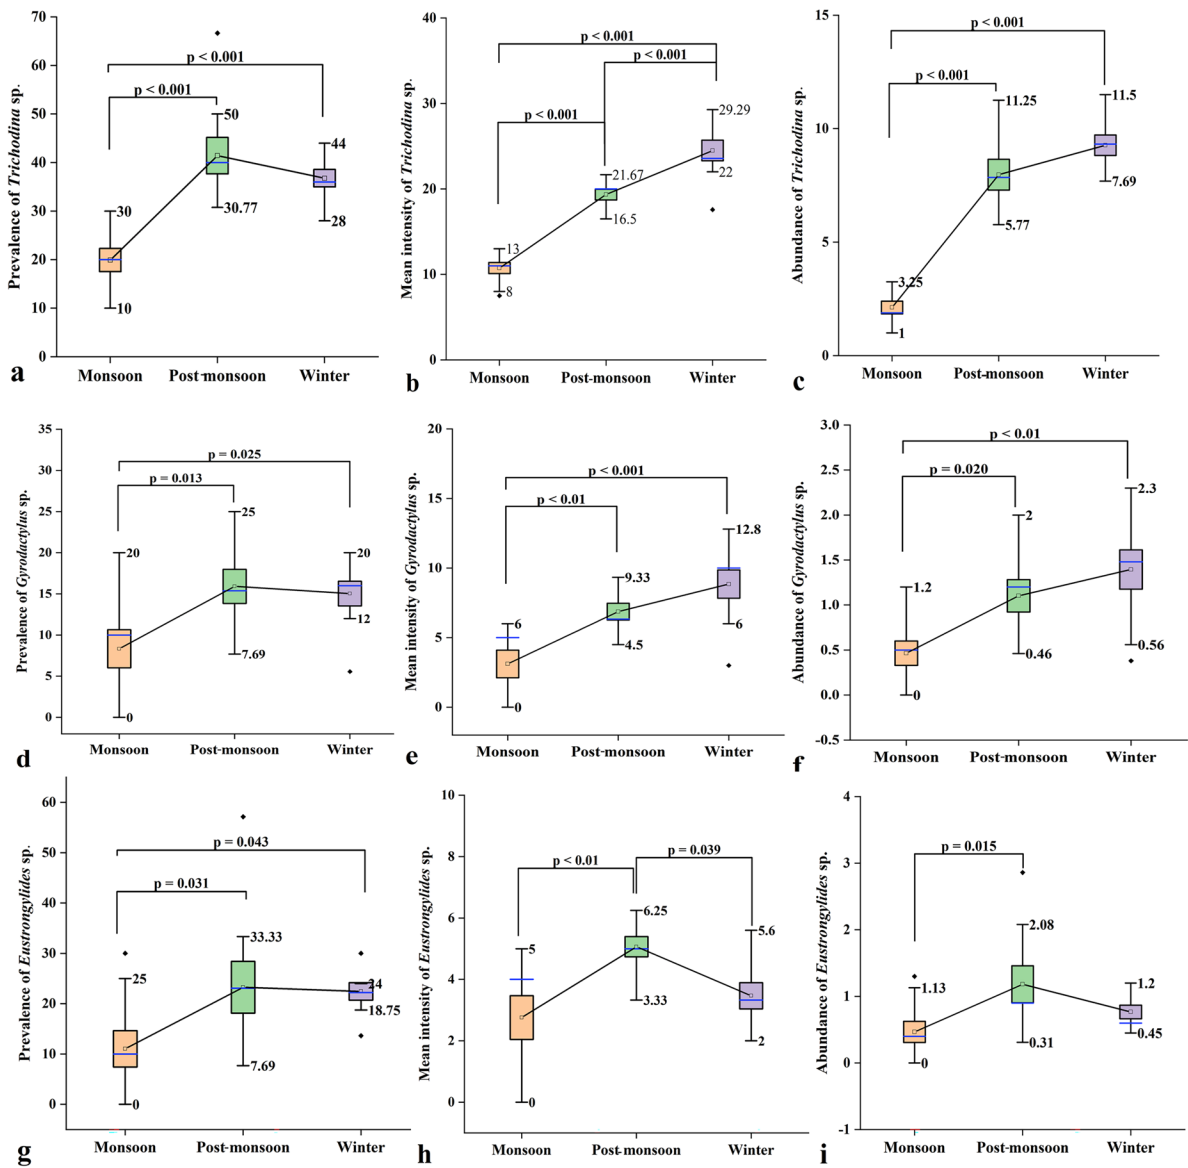 Prevalence of Trichodina sp.
70
60
50
40
30
20
10
0
p < 0.001
p < 0.001
50
44
30
30.77
28
10
Monsoon Post-monsoon Winter
a
Mean intensity of Trichodina sp.
40
30
20
10
0
p < 0.001
p < 0.001
p < 0.001
29.29
21.67
22
16.5
13
8
Monsoon Post-monsoon Winter
b
Abundance of Trichodina sp.
15
10
5
0
p < 0.001
p < 0.001
11.25
11.5
7.69
5.77
3.25
1
Monsoon Post-monsoon Winter
c
Prevalence of Gyrodactylus sp.
35
30
25
20
15
10
5
0
p = 0.025
p = 0.013
25
20
20
12
7.69
0
Monsoon Post-monsoon Winter
d
Mean intensity of Gyrodactylus sp.
20
15
10
5
0
p < 0.001
p < 0.01
12.8
9.33
6
6
4.5
0
Monsoon Post-monsoon Winter
e
Abundance of Gyrodactylus sp.
3.0
2.5
2.0
1.5
1.0
0.5
0.0
-0.5
p < 0.01
p = 0.020
2.3
2
1.2
0.56
0.46
0
Monsoon Post-monsoon Winter
f
Prevalence of Eustrongylides sp.
60
50
40
30
20
10
0
p = 0.043
p = 0.031
33.33
25
24
18.75
7.69
0
Monsoon Post-monsoon Winter
g
Mean intensity of Eustrongylides sp.
10
8
6
4
2
0
p < 0.01
p = 0.039
6.25
5.6
5
3.33
2
0
Monsoon Post-monsoon Winter
h
Abundance of Eustrongylides sp.
4
3
2
1
0
-1
p = 0.015
2.08
1.13
1.2
0.45
0.31
0
Monsoon Post-monsoon Winter
i